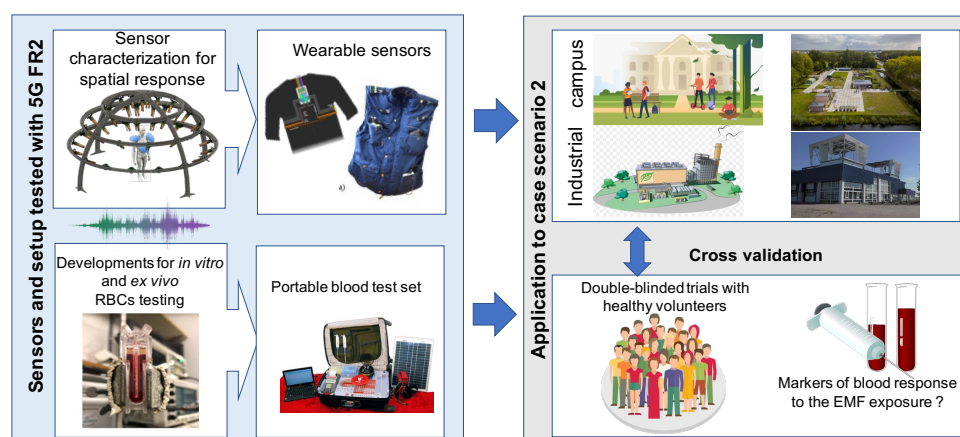 Sensors and setup tested with 5G FR2
Sensor
characterization for
spatial response
Wearable sensors
a)
Developments for in vitro
and ex vivo
RBCs testing
Portable blood test set
Application to case scenario 2
campus
Industrial
Cross validation
Double-blinded trials with
healthy volunteers
Markers of blood response
to the EMF exposure ?